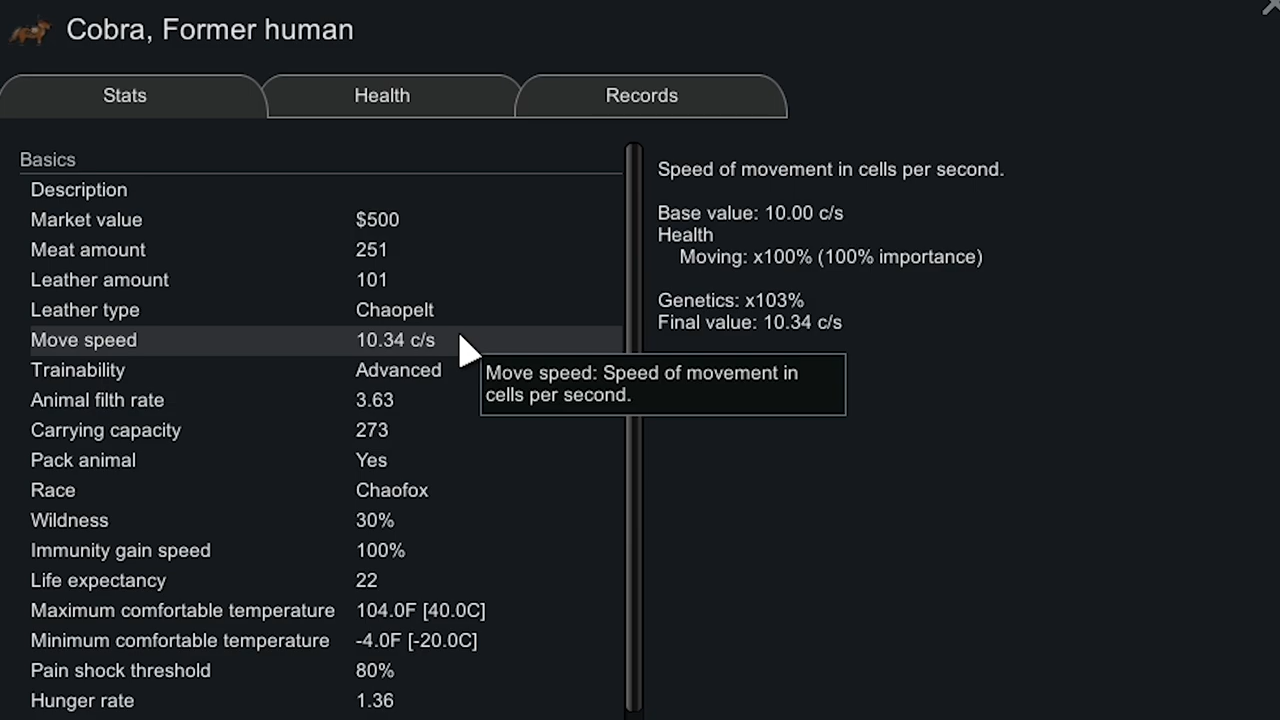 Cobra, Former human
Stats Health Records
Basics
Description
Market value $500
Meat amount 251
Leather amount 101
Leather type Chaopelt
Move speed 10.34 c/s
Trainability Advanced
Animal filth rate 3.63
Carrying capacity 273
Pack animal Yes
Race Chaofox
Wildness 30%
Immunity gain speed 100%
Life expectancy 22
Maximum comfortable temperature 104.0F [40.0C]
Minimum comfortable temperature -4.0F [-20.0C]
Pain shock threshold 80%
Hunger rate 1.36
Speed of movement in cells per second.
Base value: 10.00 c/s
Health
Moving: x100% (100% importance)
Genetics: x103%
Final value: 10.34 c/s
Move speed: Speed of movement in
cells per second.